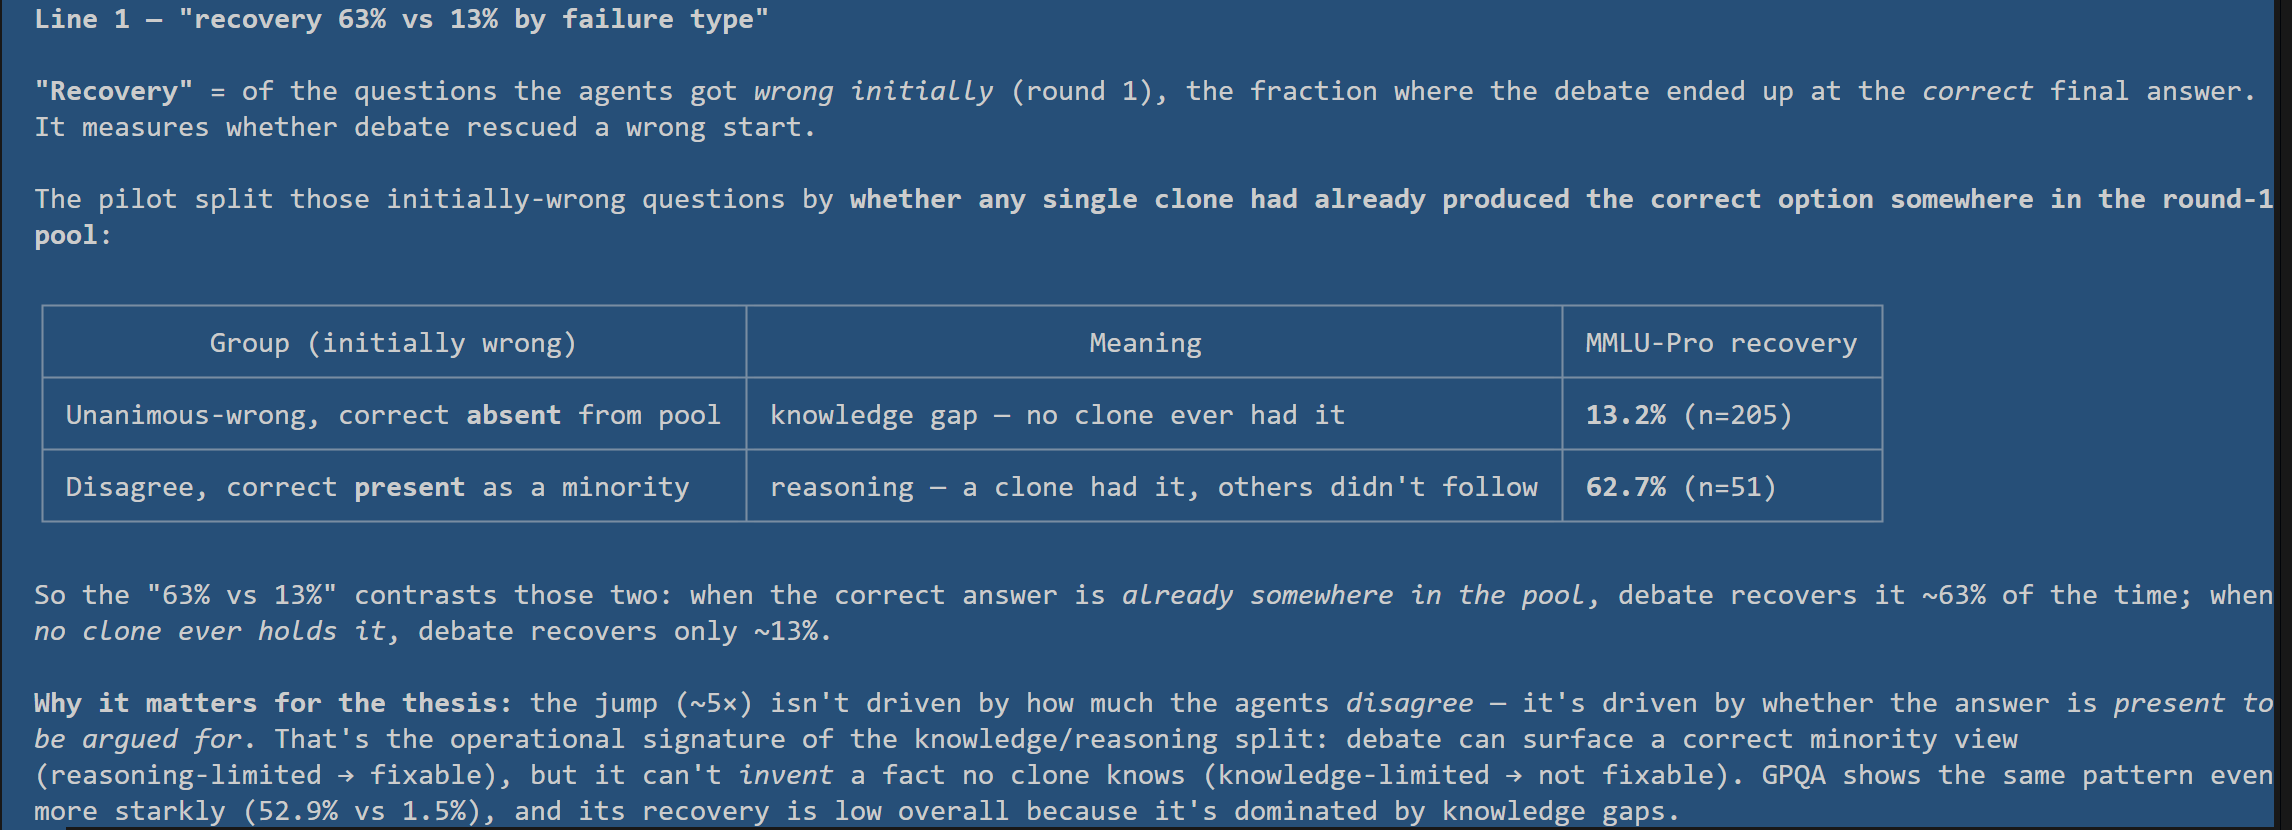 Line 1 — "recovery 63% vs 13% by failure type"
"Recovery" = of the questions the agents got wrong initially (round 1), the fraction where the debate ended up at the correct final answer.
It measures whether debate rescued a wrong start.
The pilot split those initially-wrong questions by whether any single clone had already produced the correct option somewhere in the round-1
pool:
Group (initially wrong) Meaning MMLU-Pro recovery
Unanimous-wrong, correct absent from pool knowledge gap — no clone ever had it 13.2% (n=205)
Disagree, correct present as a minority reasoning — a clone had it, others didn't follow 62.7% (n=51)
So the "63% vs 13%" contrasts those two: when the correct answer is already somewhere in the pool, debate recovers it ~63% of the time; when
no clone ever holds it, debate recovers only ~13%.
Why it matters for the thesis: the jump (~5×) isn't driven by how much the agents disagree — it's driven by whether the answer is present to
be argued for. That's the operational signature of the knowledge/reasoning split: debate can surface a correct minority view
(reasoning-limited → fixable), but it can't invent a fact no clone knows (knowledge-limited → not fixable). GPQA shows the same pattern even
more starkly (52.9% vs 1.5%), and its recovery is low overall because it's dominated by knowledge gaps.